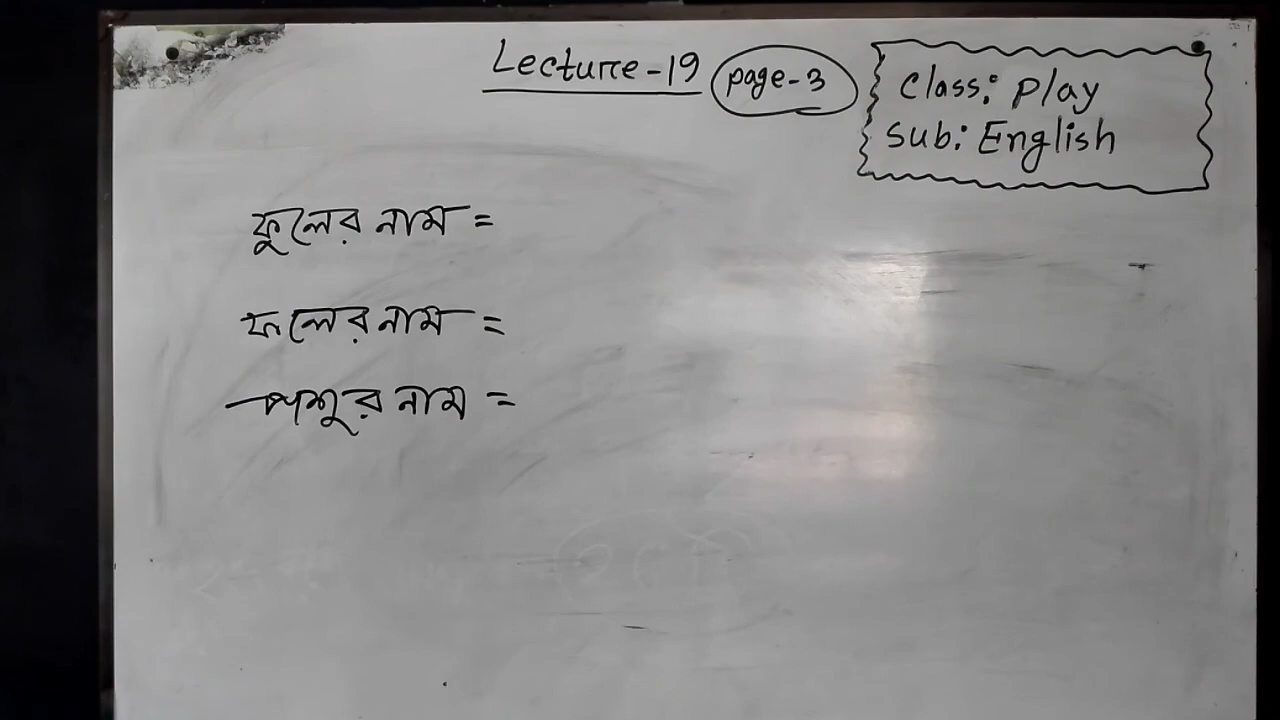 Lecture-19 page-3
Class: Play
Sub: English
ফুলের নাম =
ফলের নাম =
পশুর নাম =